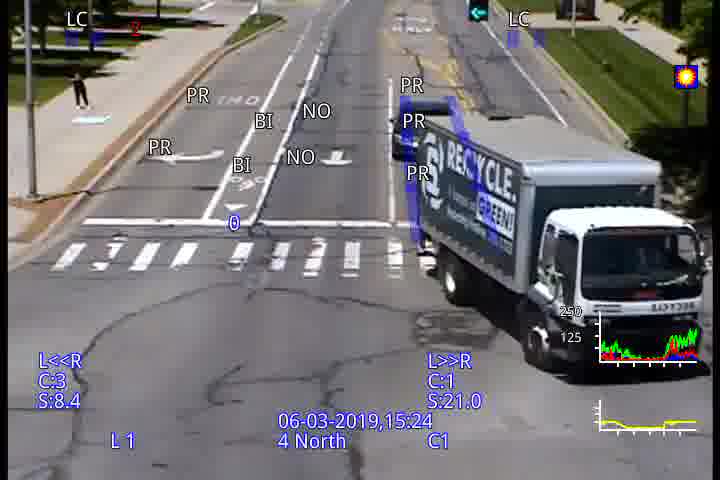 LC
2
LC
PR
PR
PR
NO
BI
PR
NO
BI
PR
RECYCLE.
GREEN
0
250
125
L<<R
C:3
S:8.4
L>>R
C:1
S:21.0
06-03-2019,15:24
L 1
4 North
C1